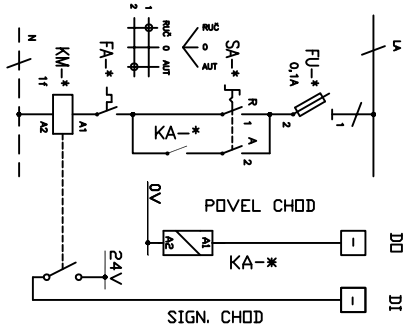 N
KM-*
1f
A2
A1
FA-*
2
1
RUČ
0
AUT
RUČ
0
AUT
SA-*
R
1
A
2
KA-*
FU-*
0,1A
2
1
LA
0V
POVEL CHOD
A2
A1
KA-*
DO
24V
DI
SIGN. CHOD